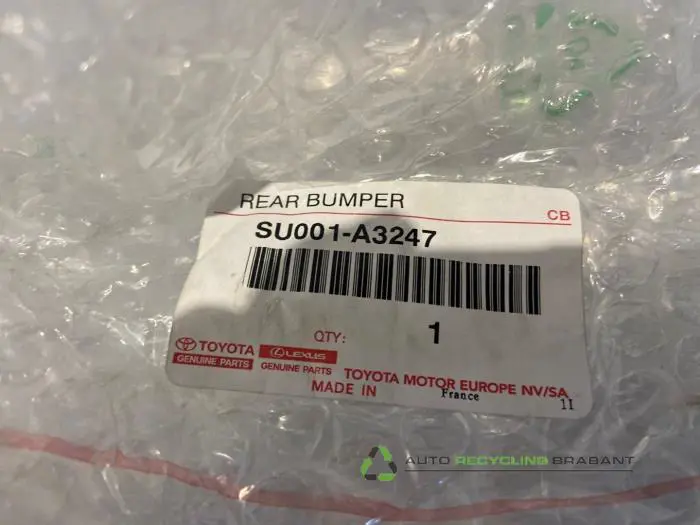 REAR BUMPER
CB
SU001-A3247
QTY: 1
TOYOTA
GENUINE PARTS
LEXUS
GENUINE PARTS
TOYOTA MOTOR EUROPE NV/SA
MADE IN France 1I
AUTO RECYCLING BRABANT